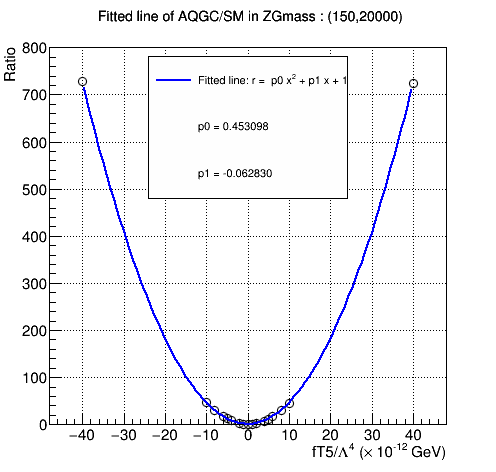 Fitted line of AQGC/SM in ZGmass : (150,20000)
Ratio
800
700
600
500
400
300
200
100
0
Fitted line: r = p0 x² + p1 x + 1
p0 = 0.453098
p1 = -0.062830
−40 −30 −20 −10 0 10 20 30 40
fT5/Λ⁴ (× 10⁻¹² GeV)